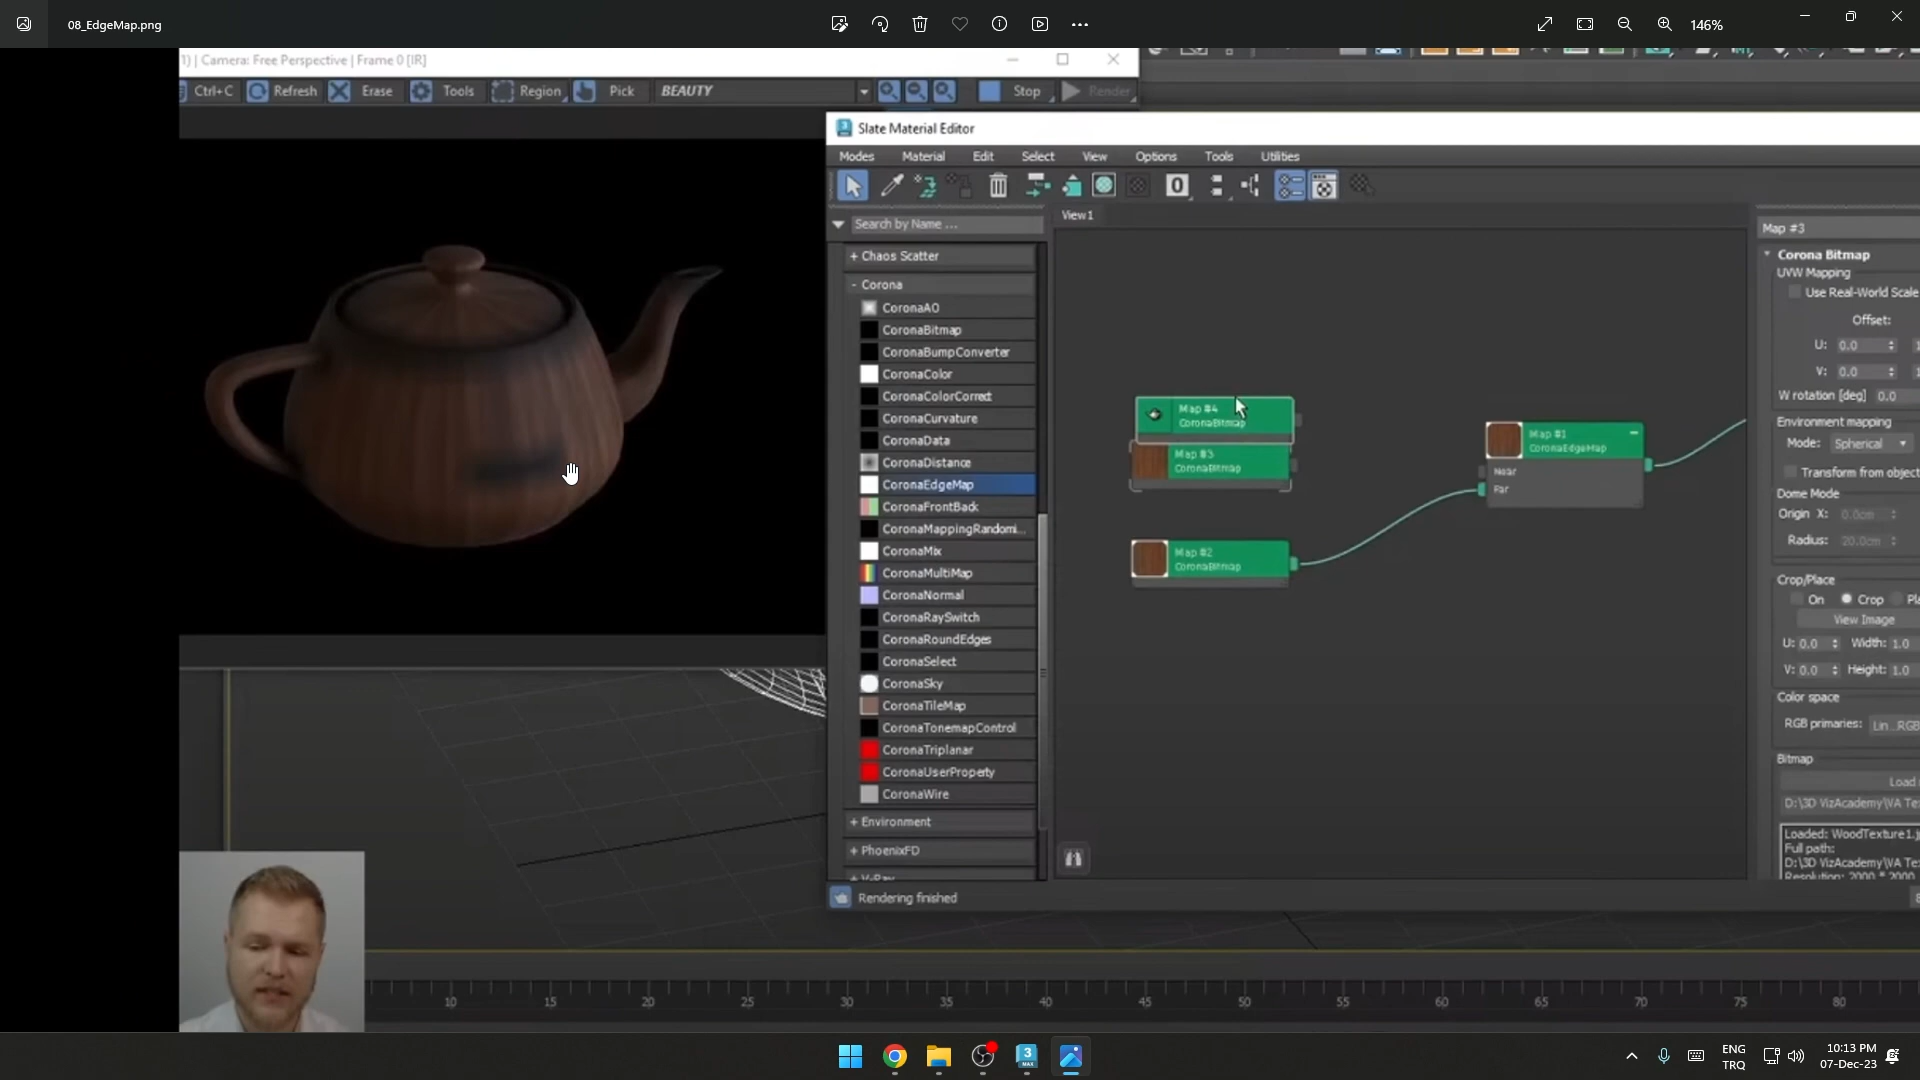 08_EdgeMap.png
146%
1) | Camera: Free Perspective | Frame 0 [IR]
Ctrl+C Refresh Erase Tools Region Pick BEAUTY Stop Render
Slate Material Editor
Modes Material Edit Select View Options Tools Utilities
Search by Name ...
View1
+ Chaos Scatter
- Corona
CoronaAO
CoronaBitmap
CoronaBumpConverter
CoronaColor
CoronaColorCorrect
CoronaCurvature
CoronaData
CoronaDistance
CoronaEdgeMap
CoronaFrontBack
CoronaMappingRandomi...
CoronaMix
CoronaMultiMap
CoronaNormal
CoronaRaySwitch
CoronaRoundEdges
CoronaSelect
CoronaSky
CoronaTileMap
CoronaTonemapControl
CoronaTriplanar
CoronaUserProperty
CoronaWire
+ Environment
+ PhoenixFD
+ V-Ray
Rendering finished
Map #4
CoronaBitmap
Map #3
CoronaBitmap
Map #2
CoronaBitmap
Map #1
CoronaEdgeMap
Near
Far
Map #3
Corona Bitmap
UVW Mapping
Use Real-World Scale
Offset:
U: 0.0
V: 0.0
W rotation [deg] 0.0
Environment mapping
Mode: Spherical
Transform from object
Dome Mode
Origin X: 0.0cm
Radius: 20.0cm
Crop/Place
On Crop Pla
View Image
U: 0.0 Width: 1.0
V: 0.0 Height: 1.0
Color space
RGB primaries: Lin...RGB
Bitmap
Load
D:\3D VizAcademy\VA Te
Loaded: WoodTexture1.j
Full path:
D:\3D VizAcademy\VA Te
Resolution: 2000 * 2000
10 15 20 25 30 35 40 45 50 55 60 65 70 75 80
3
MAX
ENG
TRQ
10:13 PM
07-Dec-23